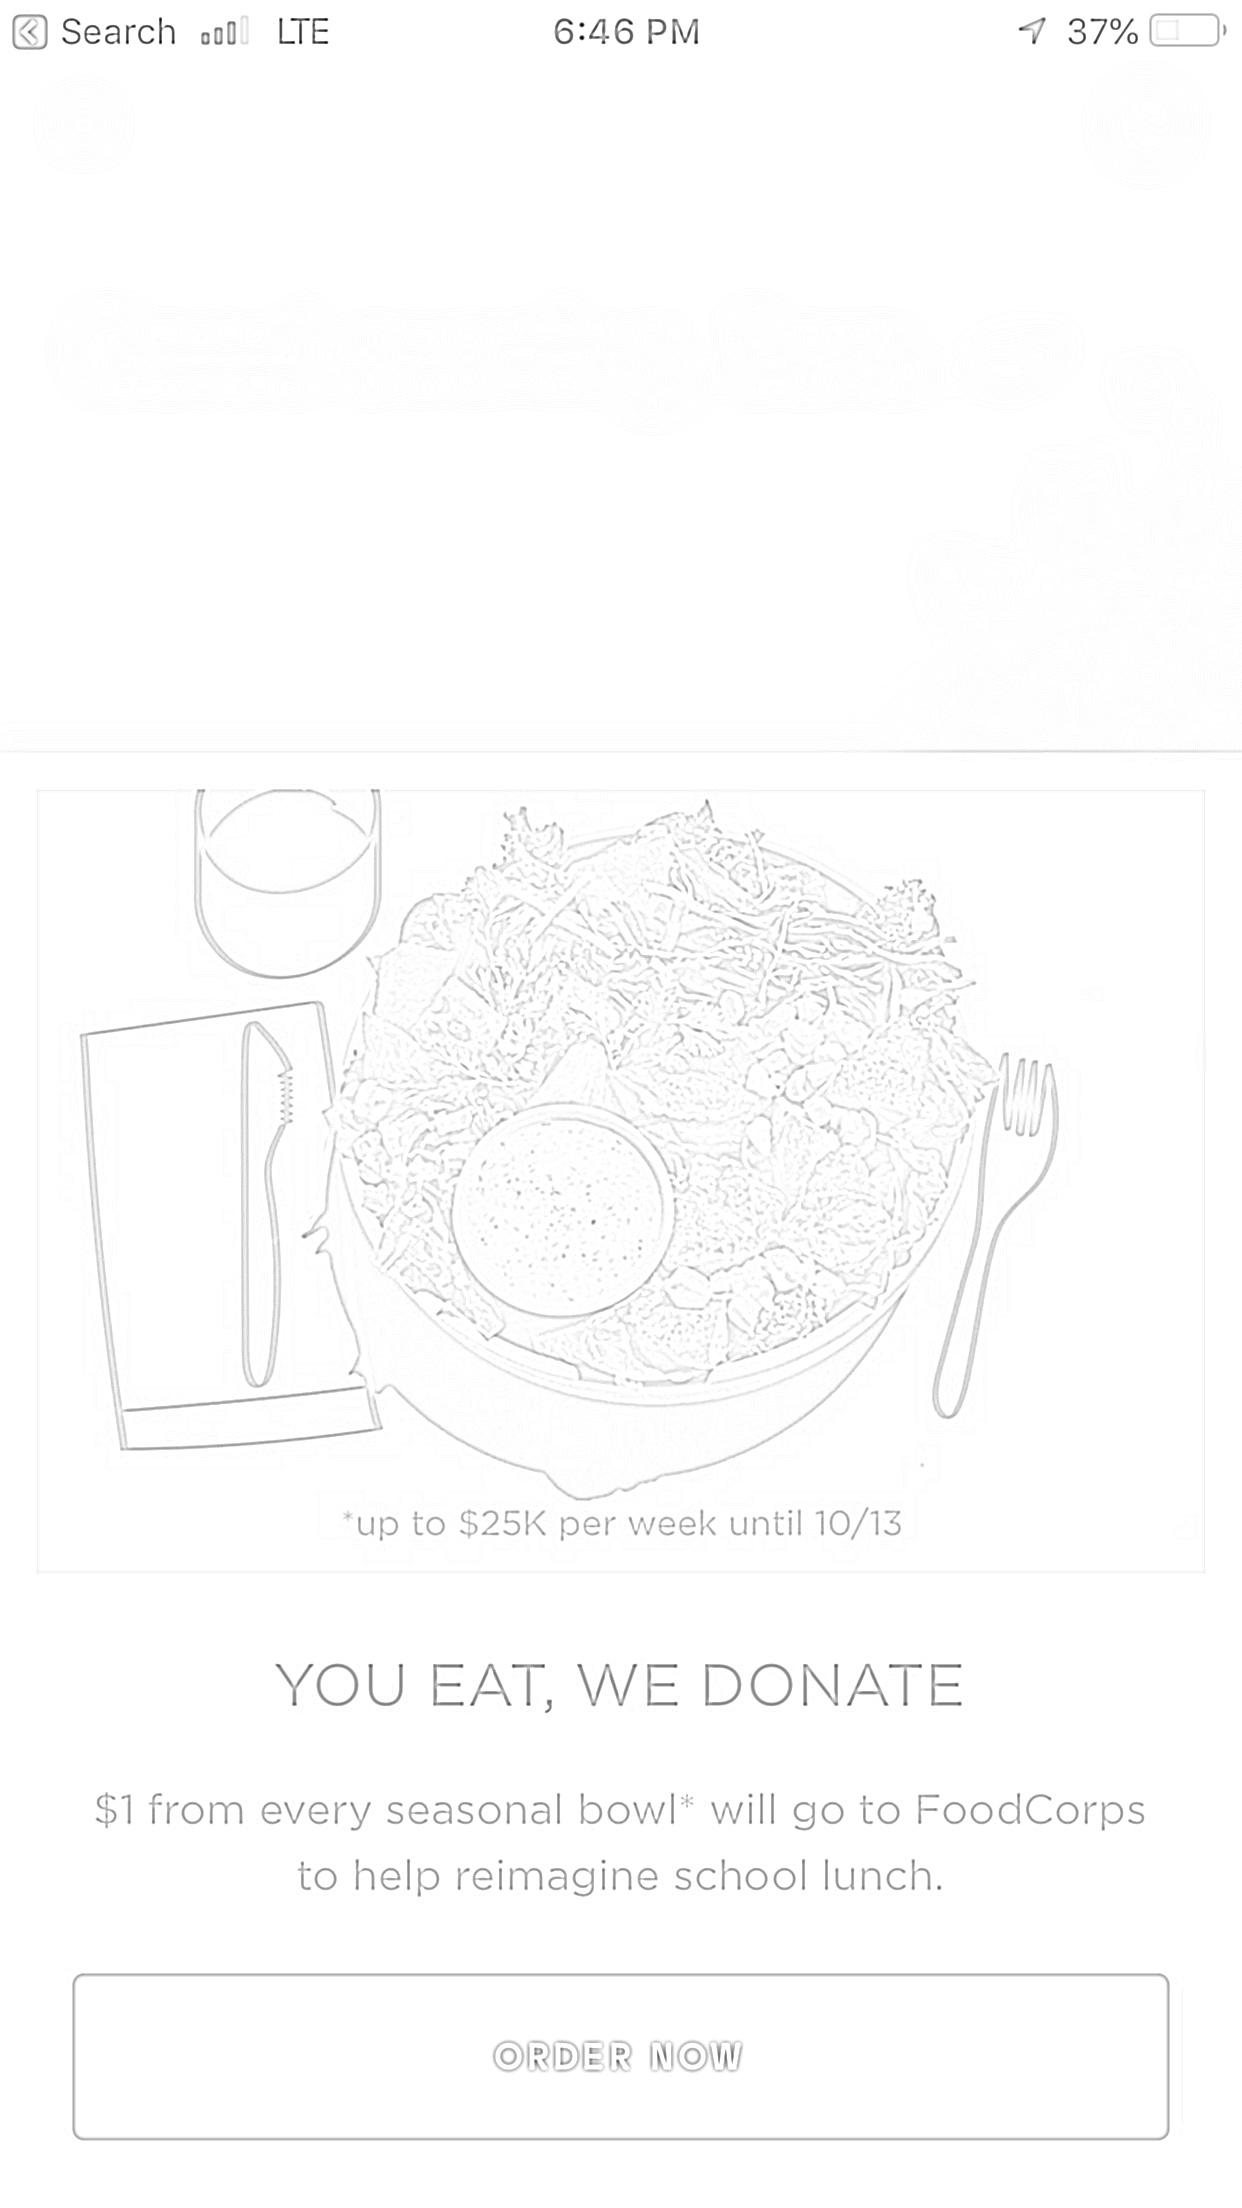 Search LTE 6:46 PM 37%
*up to $25K per week until 10/13
YOU EAT, WE DONATE
$1 from every seasonal bowl* will go to FoodCorps
to help reimagine school lunch.
ORDER NOW